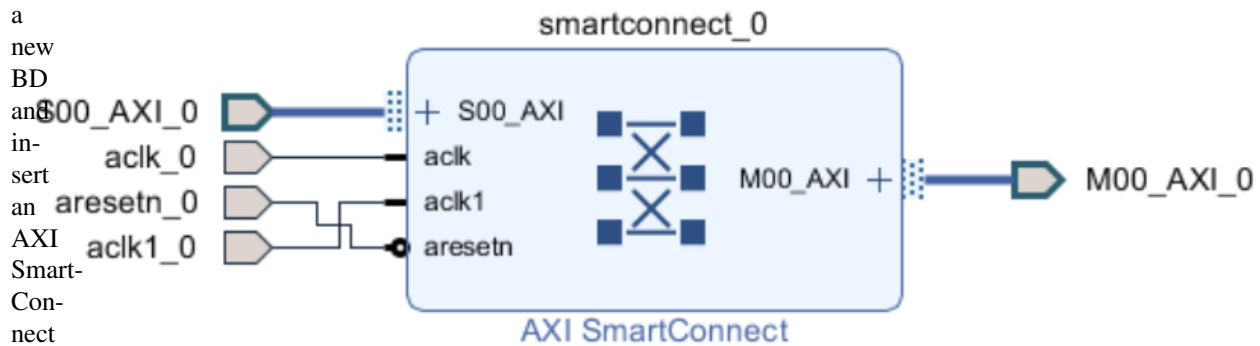 a
new
BD
and
in-
sert
an
AXI
Smart-
Con-
nect
smartconnect_0
S00_AXI_0
aclk_0
aresetn_0
aclk1_0
S00_AXI
aclk
aclk1
aresetn
M00_AXI
M00_AXI_0
AXI SmartConnect